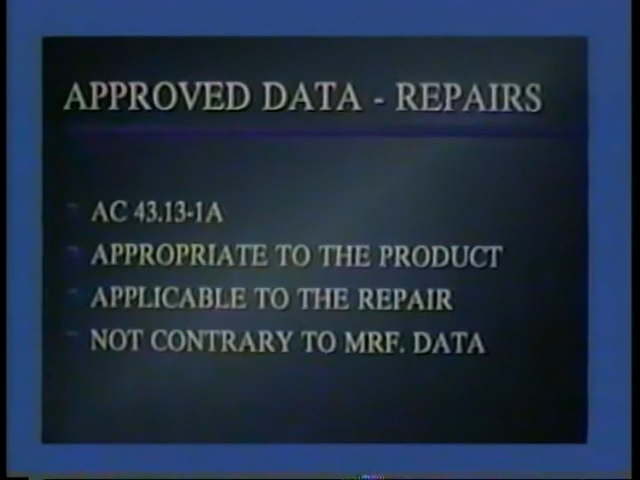 APPROVED DATA - REPAIRS
AC 43.13-1A
APPROPRIATE TO THE PRODUCT
APPLICABLE TO THE REPAIR
NOT CONTRARY TO MRF. DATA